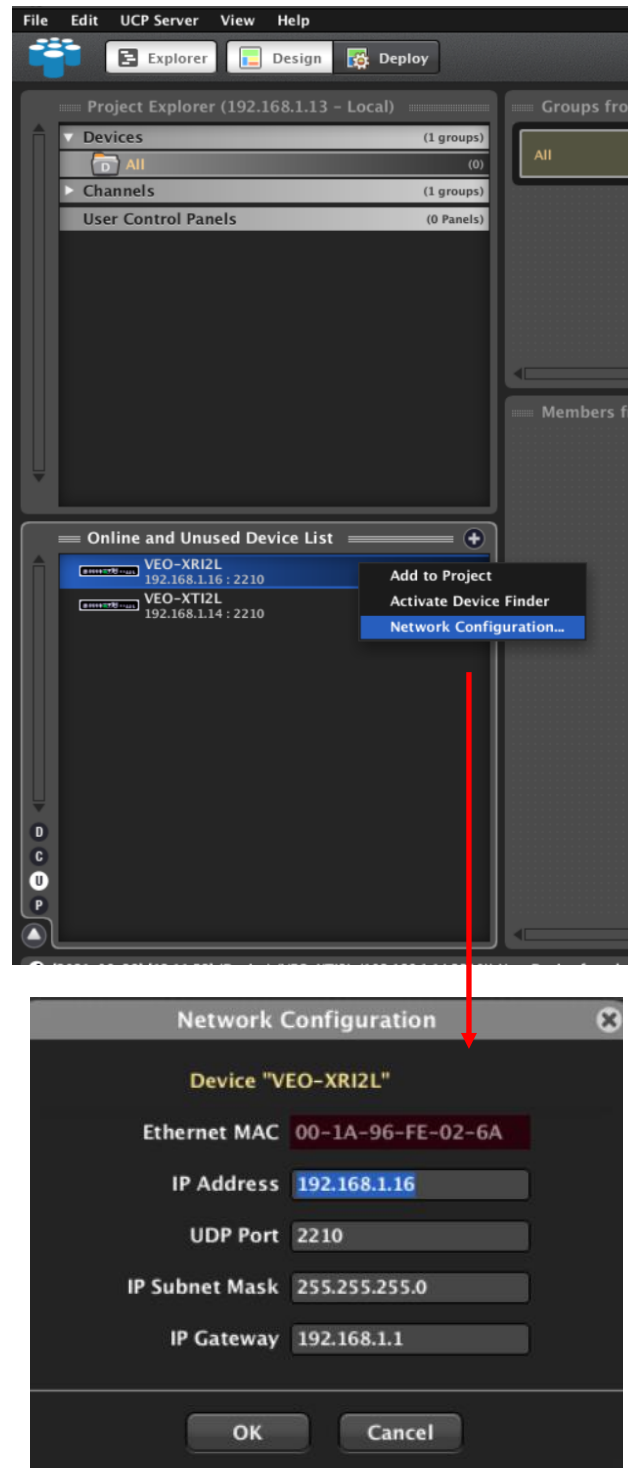 File Edit UCP Server View Help
Explorer Design Deploy
Project Explorer (192.168.1.13 - Local)
Groups fro
Devices (1 groups)
D All (0)
All
Channels (1 groups)
User Control Panels (0 Panels)
Members f
Online and Unused Device List
VEO-XRI2L
192.168.1.16 : 2210
VEO-XTI2L
192.168.1.14 : 2210
Add to Project
Activate Device Finder
Network Configuration...
D
C
U
P
Network Configuration
Device "VEO-XRI2L"
Ethernet MAC 00-1A-96-FE-02-6A
IP Address 192.168.1.16
UDP Port 2210
IP Subnet Mask 255.255.255.0
IP Gateway 192.168.1.1
OK Cancel